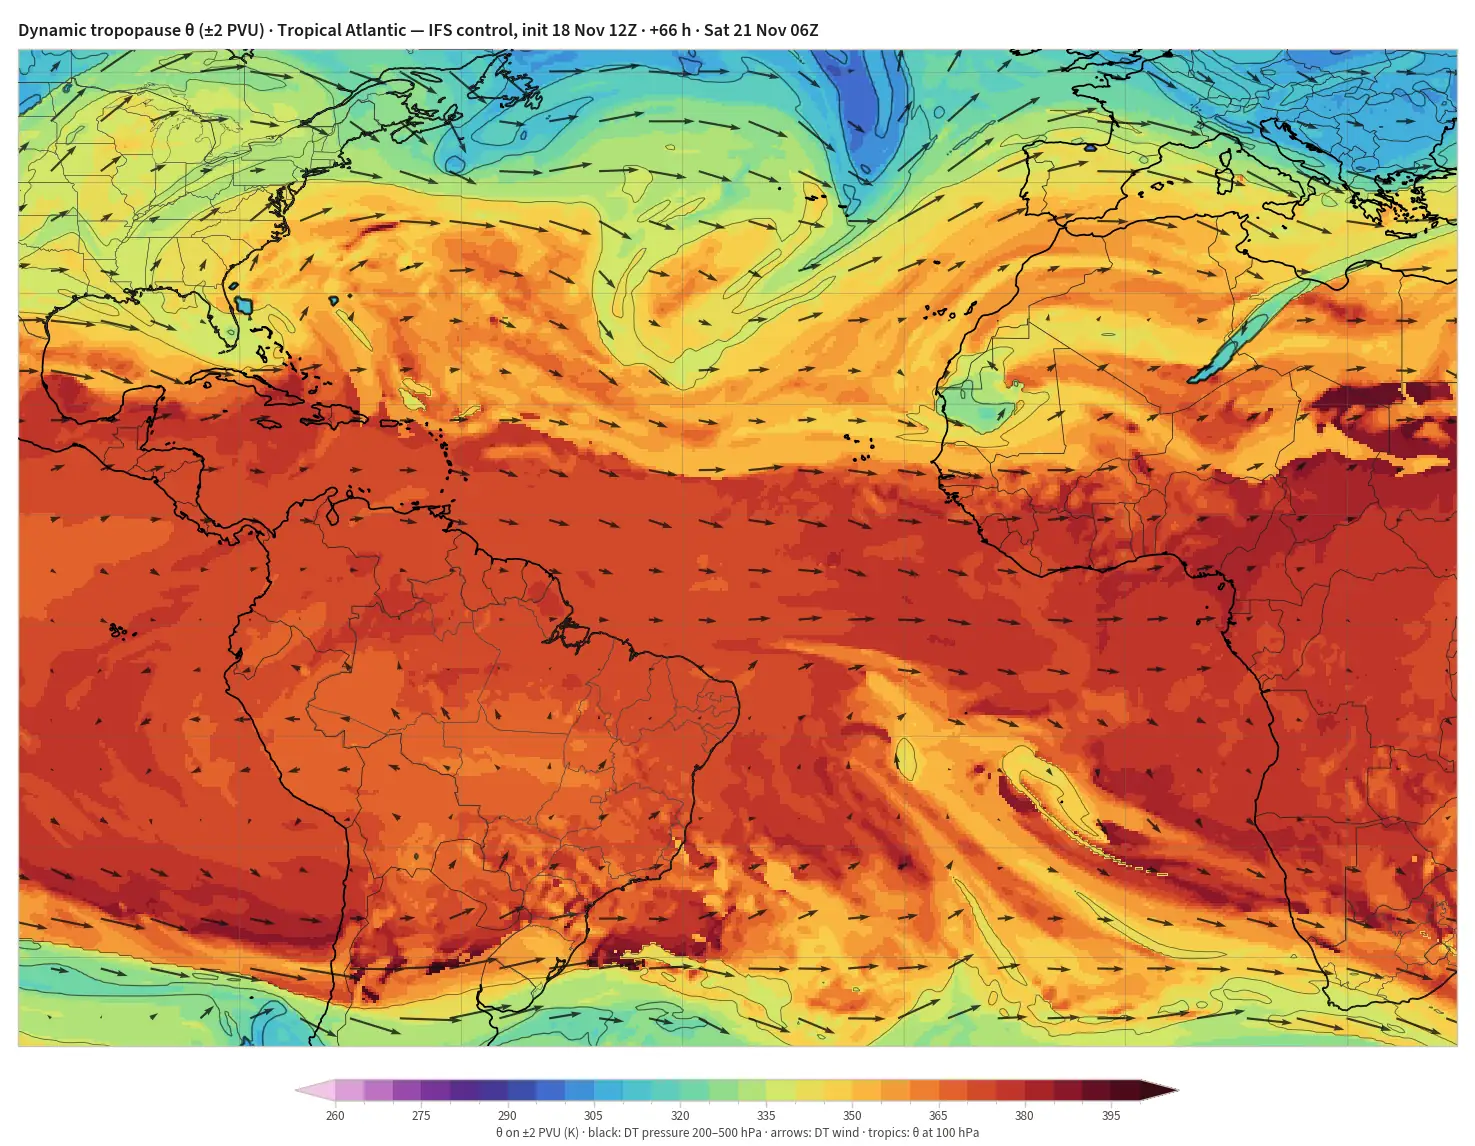 Dynamic tropopause θ (±2 PVU) · Tropical Atlantic — IFS control, init 18 Nov 12Z · +66 h · Sat 21 Nov 06Z
260 275 290 305 320 335 350 365 380 395
θ on ±2 PVU (K) · black: DT pressure 200–500 hPa · arrows: DT wind · tropics: θ at 100 hPa